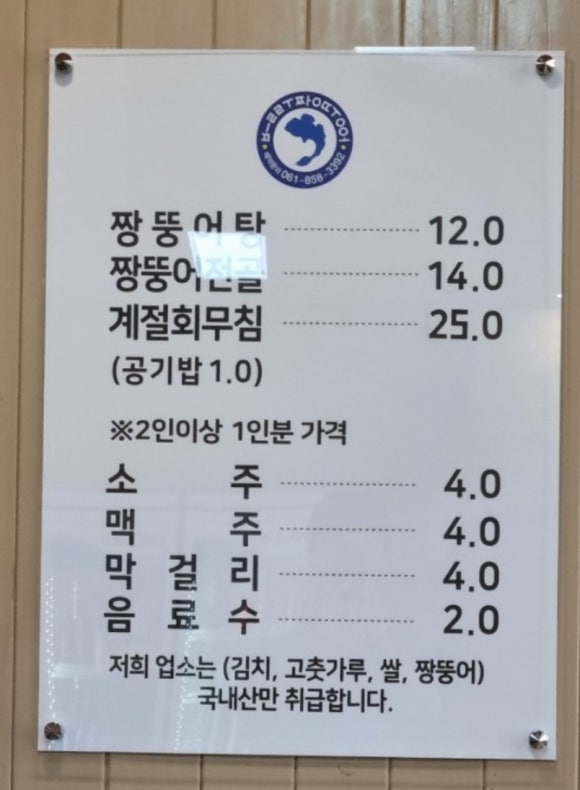 061-858-3392
짱뚱어탕 12.0
짱뚱어전골 14.0
계절회무침 25.0
(공기밥 1.0)
※2인이상 1인분 가격
소주 4.0
맥주 4.0
막걸리 4.0
음료수 2.0
저희 업소는 (김치, 고춧가루, 쌀, 짱뚱어)
국내산만 취급합니다.